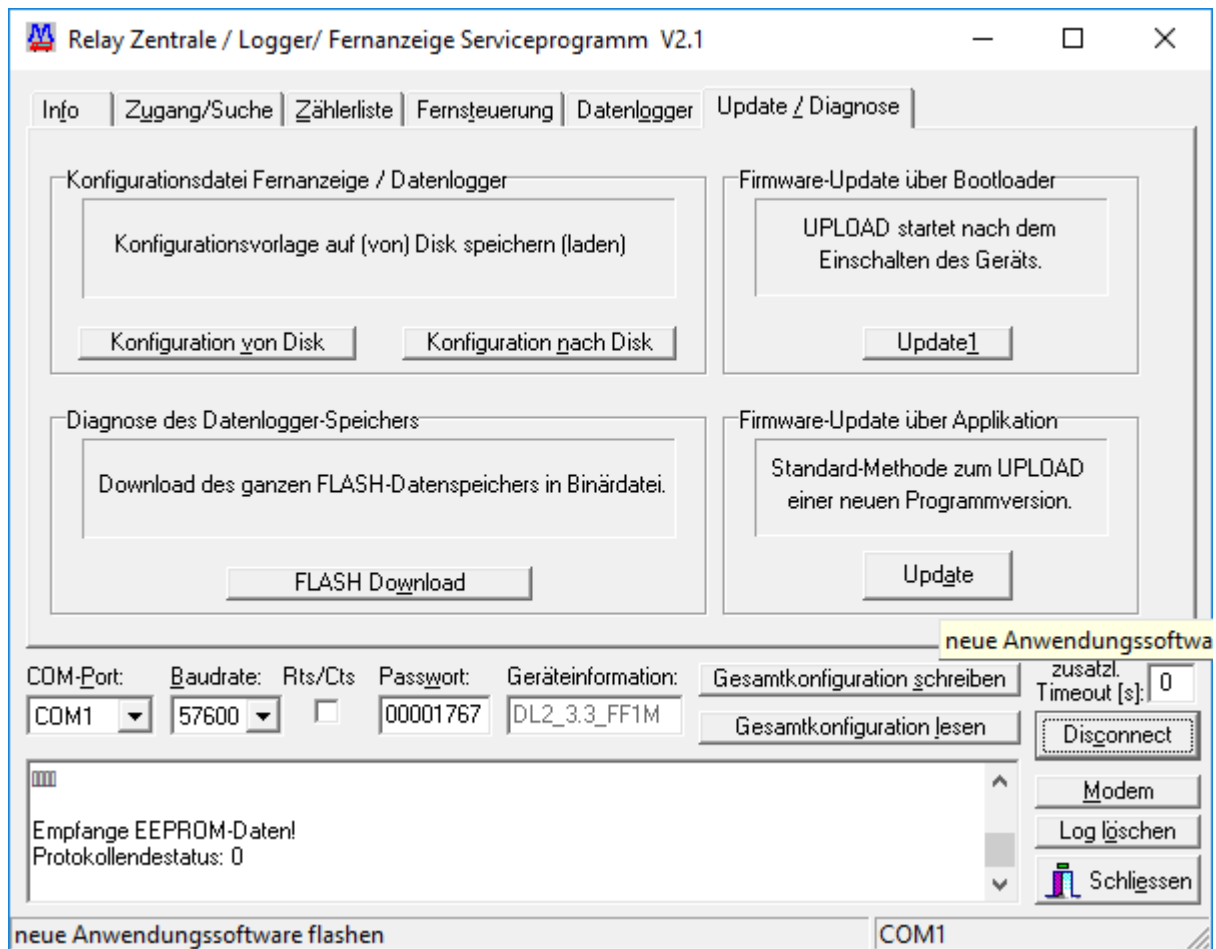 Relay Zentrale / Logger/ Fernanzeige Serviceprogramm V2.1
Info Zugang/Suche Zählerliste Fernsteuerung Datenlogger Update / Diagnose
Konfigurationsdatei Fernanzeige / Datenlogger
Konfigurationsvorlage auf (von) Disk speichern (laden)
Konfiguration von Disk Konfiguration nach Disk
Firmware-Update über Bootloader
UPLOAD startet nach dem
Einschalten des Geräts.
Update1
Diagnose des Datenlogger-Speichers
Download des ganzen FLASH-Datenspeichers in Binärdatei.
FLASH Download
Firmware-Update über Applikation
Standard-Methode zum UPLOAD
einer neuen Programmversion.
Update
neue Anwendungssoftwa
COM-Port: Baudrate: Rts/Cts Passwort: Geräteinformation:
COM1 57600 00001767 DL2_3.3_FF1M
Gesamtkonfiguration schreiben
Gesamtkonfiguration lesen
zusatzl.
Timeout [s]: 0
Disconnect
Modem
Log löschen
Schliessen
Empfange EEPROM-Daten!
Protokollendestatus: 0
neue Anwendungssoftware flashen COM1